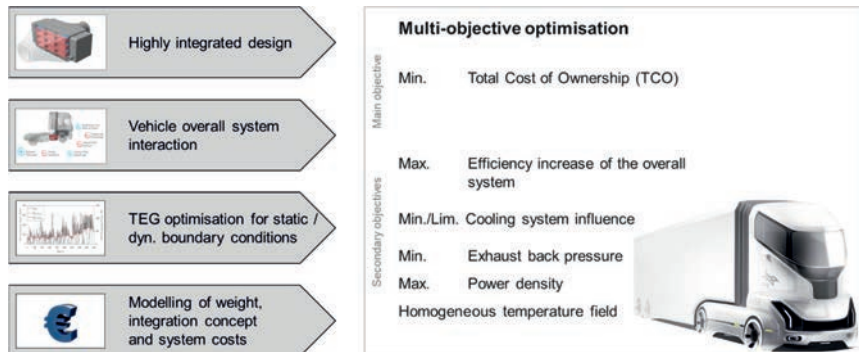 Highly integrated design
Vehicle overall system
interaction
TEG optimisation for static /
dyn. boundary conditions
Modelling of weight,
integration concept
and system costs
€
Multi-objective optimisation
Main objective
Min. Total Cost of Ownership (TCO)
Secondary objectives
Max. Efficiency increase of the overall
system
Min./Lim. Cooling system influence
Min. Exhaust back pressure
Max. Power density
Homogeneous temperature field